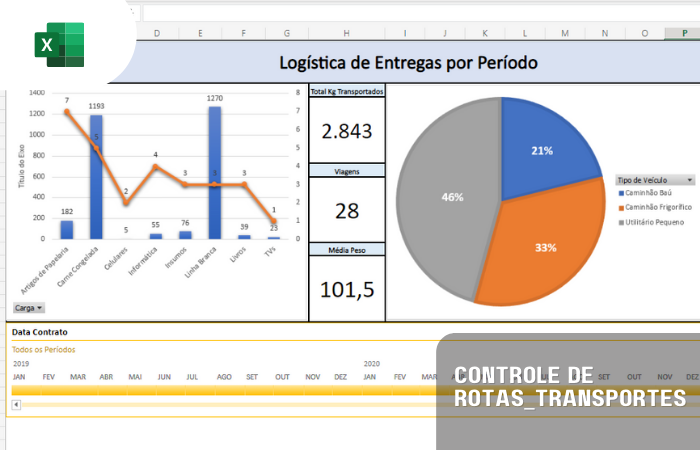 X
D E F G H I J K L M N O P
Logística de Entregas por Período
1400
1200
1000
800
600
400
200
0
Título do Eixo
8
7
6
5
4
3
2
1
0
7
1193
5
2
4
3
1270
3
3
1
182
5
55
76
39
23
Artigos de Papelaria
Carne Congelada
Celulares
Informática
Insumos
Linha Branca
Livros
TVs
Carga
Total Kg Transportados
2.843
Viagens
28
Média Peso
101,5
21%
33%
46%
Tipo de Veículo
Caminhão Baú
Caminhão Frigorífico
Utilitário Pequeno
Data Contrato
Todos os Períodos
2019 2020
JAN FEV MAR ABR MAI JUN JUL AGO SET OUT NOV DEZ JAN FEV MAR SET OUT NOV DEZ
CONTROLE DE
ROTAS_TRANSPORTES